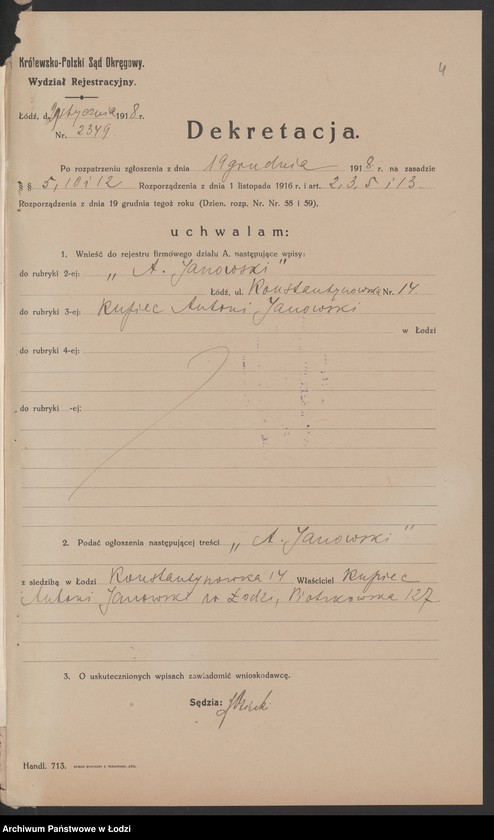 4
Królewsko-Polski Sąd Okręgowy.
Wydział Rejestracyjny.
Łódź, d. stycznia 1918 r.
Nr. 2349
Dekretacja.
Po rozpatrzeniu zgłoszenia z dnia 19 grudnia 1918 r. na zasadzie
§§ 5, 10 i 12 Rozporządzenia z dnia 1 listopada 1916 r. i art. 2, 3, 5 i 13.
Rozporządzenia z dnia 19 grudnia tegoż roku (Dzien. rozp. Nr. Nr. 58 i 59),
uchwalam:
1. Wnieść do rejestru firmowego działu A, następujące wpisy:
do rubryki 2-ej: „A. Janowski”
Łódź, ul. Konstantynowska Nr. 14
do rubryki 3-ej: Kupiec Antoni Janowski
w Łodzi
do rubryki 4-ej:
do rubryki -ej:
2. Podać ogłoszenia następującej treści „A. Janowski”
z siedzibą w Łodzi Konstantynowska 14 Właściciel Kupiec
Antoni Janowski w Łodzi, Piotrkowska 127
3. O uskutecznionych wpisach zawiadomić wnioskodawcę.
Sędzia:
Handl. 713.
Archiwum Państwowe w Łodzi